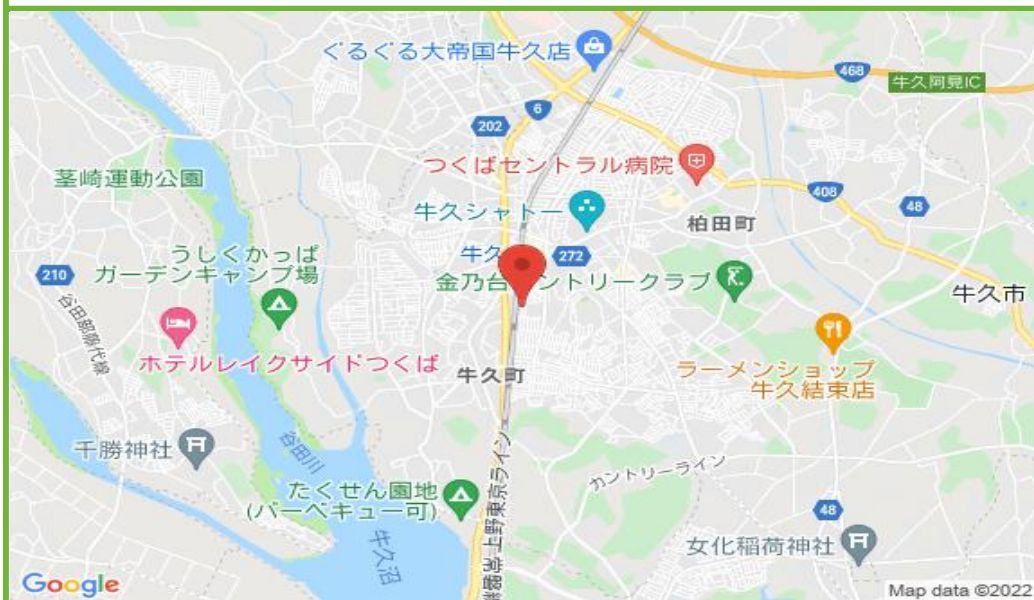 ぐるぐる大帝国牛久店
468
牛久阿見IC
6
202
つくばセントラル病院
茎崎運動公園
408
48
牛久シャトー
柏田町
うしくかっぱ
ガーデンキャンプ場
牛久
272
210
金乃台
ントリークラブ
牛久市
谷田部藤代線
ホテルレイクサイドつくば
ラーメンショップ
牛久結束店
牛久町
千勝神社
谷田川
カントリーライン
たくせん園地
(バーベキュー可)
上野東京ライン
48
牛久沼
女化稲荷神社
Google
Map data ©2022